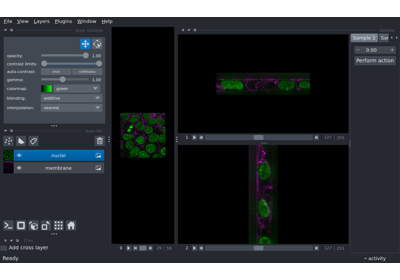 File View Layers Plugins Window Help
opacity: 1.00
contrast limits:
auto-contrast: once continuous
gamma: 1.00
colormap: green
blending: additive
interpolation: nearest
nuclei
membrane
Sample 1
0.00
Perform action
Add cross layer
Ready
activity